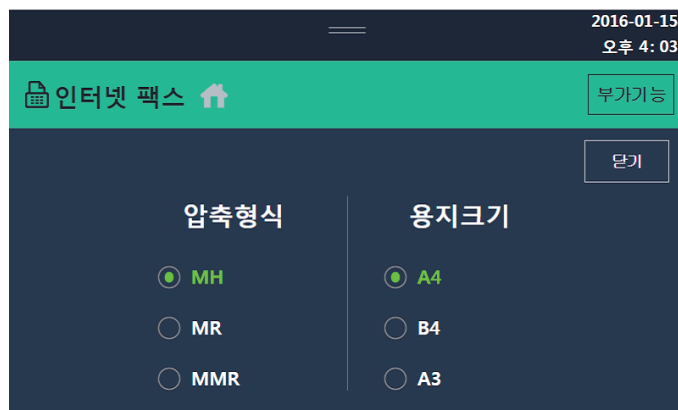 2016-01-15
오후 4: 03
인터넷 팩스
부가기능
닫기
압축형식
용지크기
MH
A4
MR
B4
MMR
A3